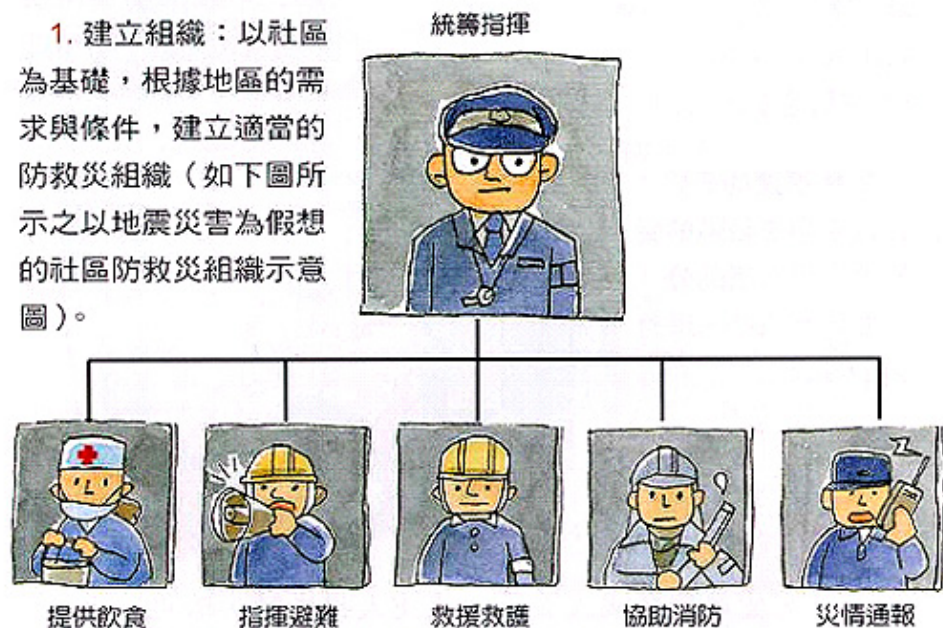 1. 建立組織：以社區
為基礎，根據地區的需
求與條件，建立適當的
防救災組織（如下圖所
示之以地震災害為假想
的社區防救災組織示意
圖）。
統籌指揮
提供飲食
指揮避難
救援救護
協助消防
災情通報